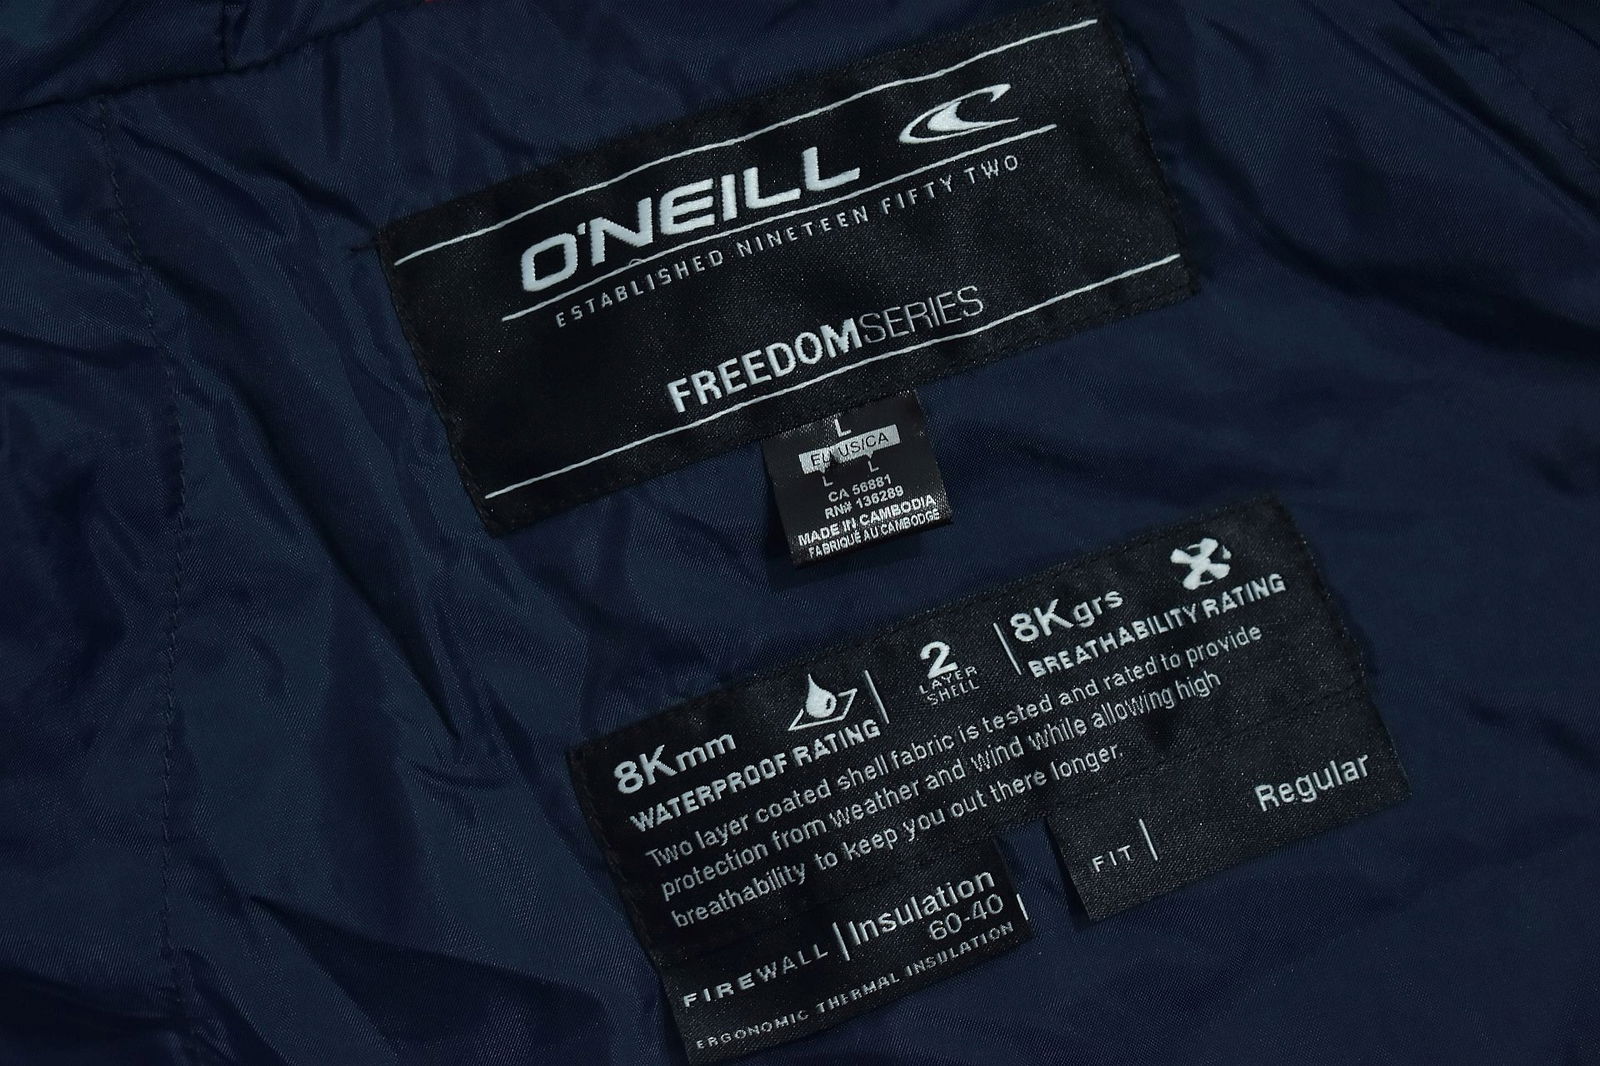 O'NEILL
ESTABLISHED NINETEEN FIFTY TWO
FREEDOMSERIES
L
EU US/CA
L L
CA 56881
RN# 136289
MADE IN CAMBODIA
FABRIQUÉ AU CAMBODGE
8Kmm
WATERPROOF RATING
2
LAYER
SHELL
8Kgrs
BREATHABILITY RATING
Two layer coated shell fabric is tested and rated to provide
protection from weather and wind while allowing high
breathability to keep you out there longer.
FIREWALL | Insulation
60-40
ERGONOMIC THERMAL INSULATION
FIT | Regular